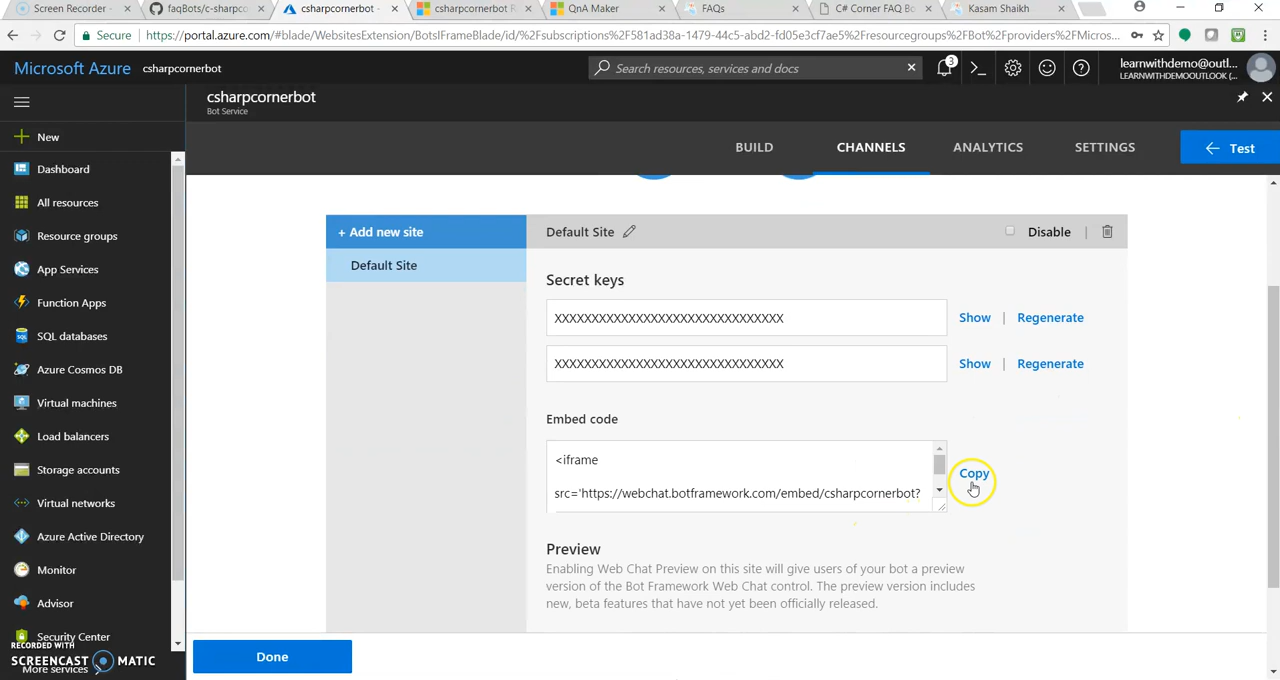 Screen Recorder -
faqBots/c-sharpco
csharpcornerbot -
csharpcornerbot R
QnA Maker
FAQs
C# Corner FAQ Bo
Kasam Shaikh
Secure
https://portal.azure.com/#blade/WebsitesExtension/BotsIFrameBlade/id/%2Fsubscriptions%2F581ad38a-1479-44c5-abd2-fd05e3cf7ae5%2Fresourcegroups%2Fbot%2Fproviders%2FMicros...
Microsoft Azure csharpcornerbot
Search resources, services and docs
3
learnwithdemo@outl...
LEARNWITHDEMOOUTLOOK (...
csharpcornerbot
Bot Service
New
Dashboard
All resources
Resource groups
App Services
Function Apps
SQL databases
Azure Cosmos DB
Virtual machines
Load balancers
Storage accounts
Virtual networks
Azure Active Directory
Monitor
Advisor
Security Center
More services
BUILD
CHANNELS
ANALYTICS
SETTINGS
Test
+ Add new site
Default Site
Default Site
Disable
Secret keys
XXXXXXXXXXXXXXXXXXXXXXXXXXXXXXX
Show | Regenerate
XXXXXXXXXXXXXXXXXXXXXXXXXXXXXXX
Show | Regenerate
Embed code
<iframe
src='https://webchat.botframework.com/embed/csharpcornerbot?
Copy
Preview
Enabling Web Chat Preview on this site will give users of your bot a preview
version of the Bot Framework Web Chat control. The preview version includes
new, beta features that have not yet been officially released.
Done
RECORDED WITH
SCREENCAST MATIC